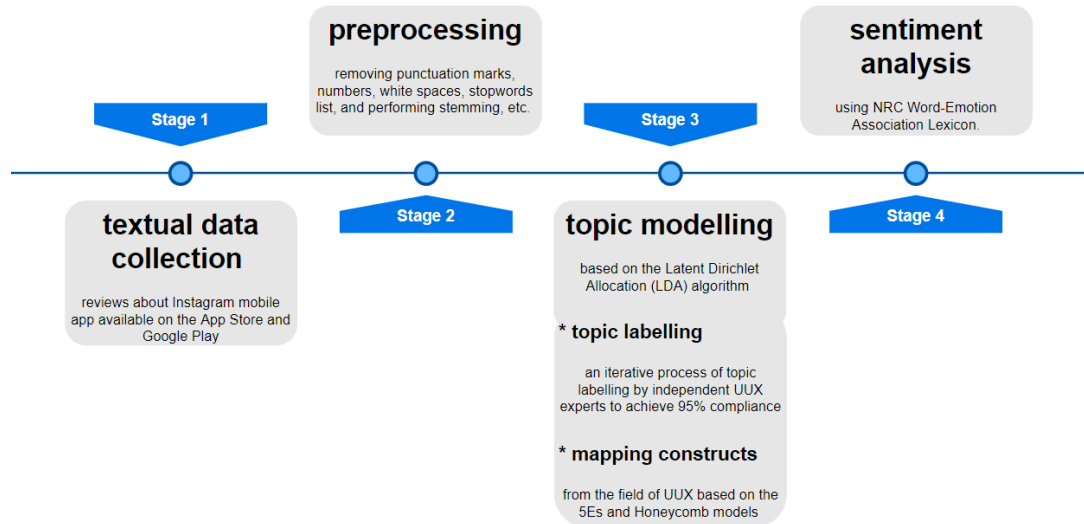 Stage 1
textual data
collection
reviews about Instagram mobile
app available on the App Store and
Google Play
preprocessing
removing punctuation marks,
numbers, white spaces, stopwords
list, and performing stemming, etc.
Stage 2
Stage 3
topic modelling
based on the Latent Dirichlet
Allocation (LDA) algorithm
* topic labelling
an iterative process of topic
labelling by independent UUX
experts to achieve 95% compliance
* mapping constructs
from the field of UUX based on the
5Es and Honeycomb models
sentiment
analysis
using NRC Word-Emotion
Association Lexicon.
Stage 4